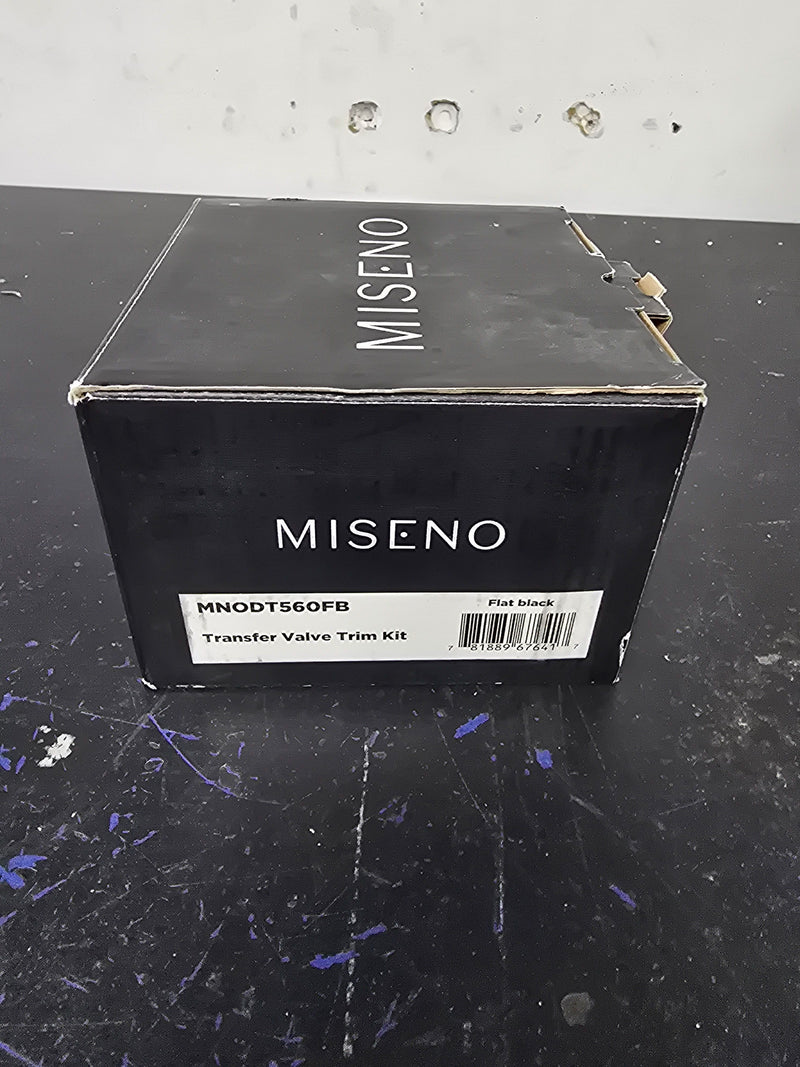 MISENO
MISENO
MNODT560FB
Flat black
Transfer Valve Trim Kit
7 81889 67641 7